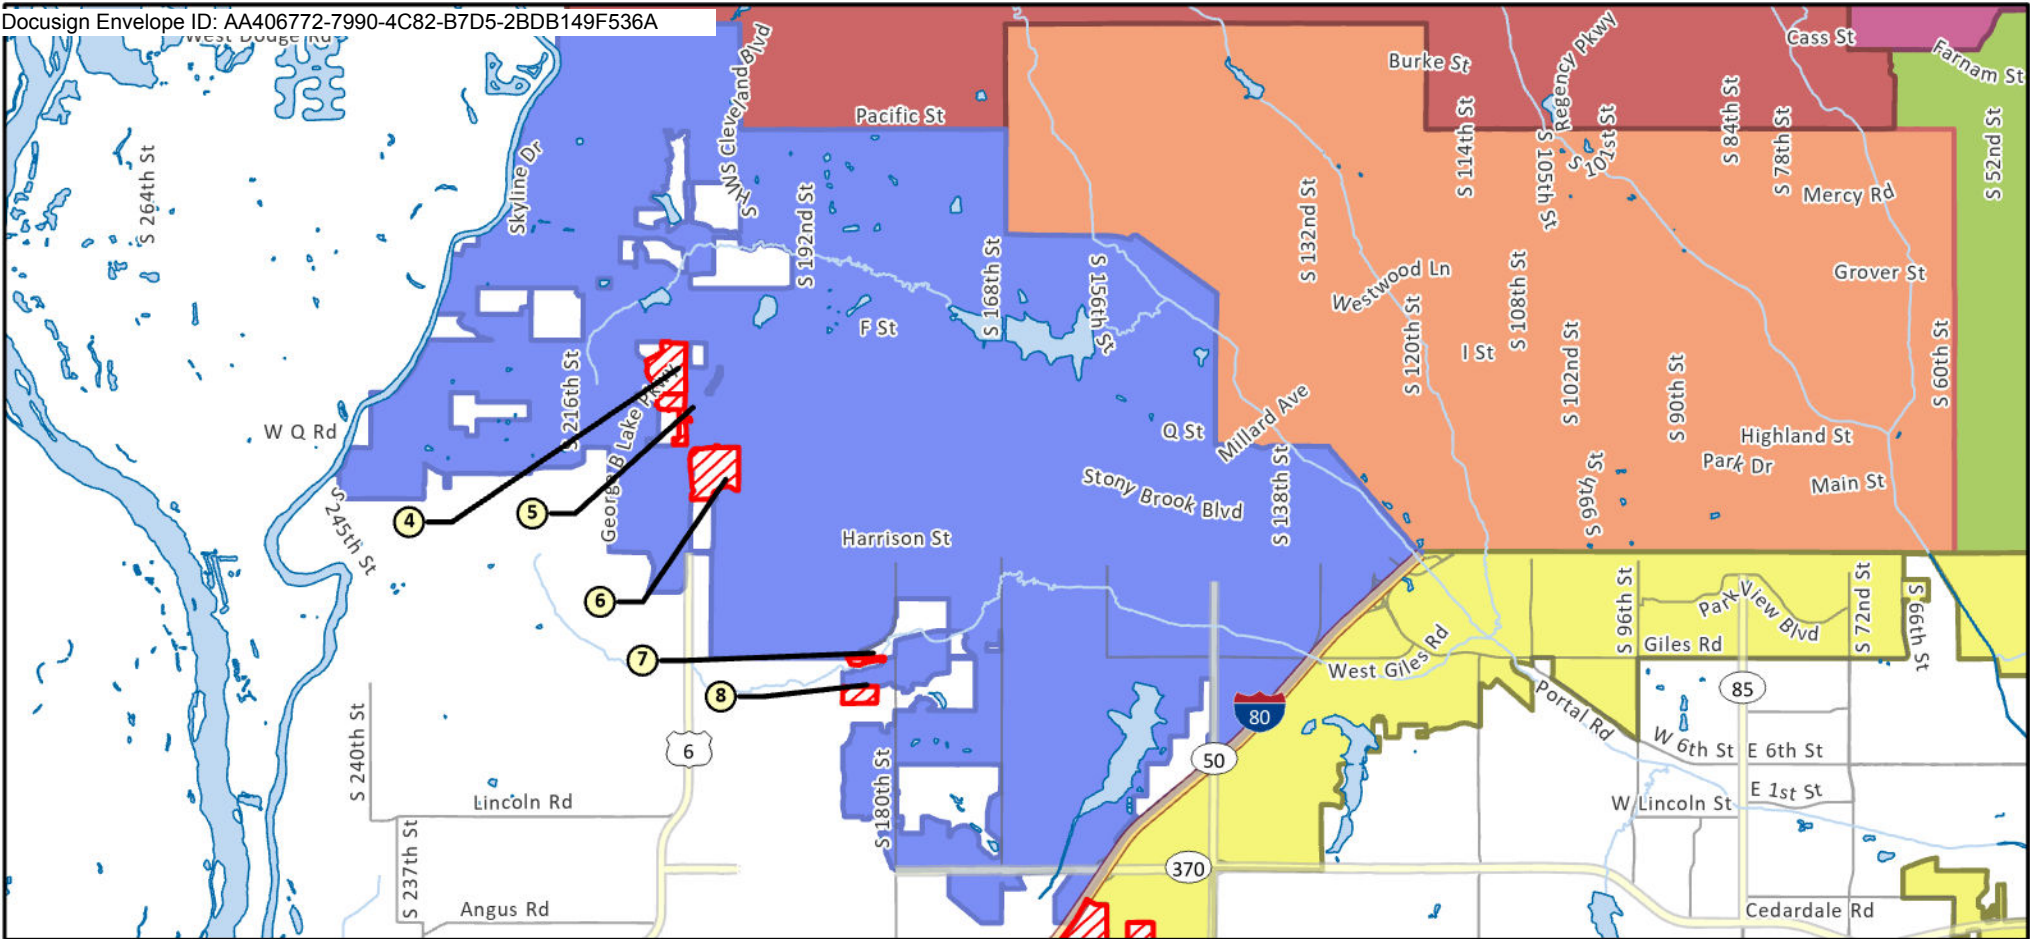 Docusign Envelope ID: AA406772-7990-4C82-B7D5-2BDB149F536A
West Dodge Rd
Cass St
Farnam St
Burke St
Regency Pkwy
S HWS Cleveland Blvd
Pacific St
S 264th St
Skyline Dr
S 192nd St
S 114th St
S 105th St
S 101st St
S 84th St
S 78th St
S 52nd St
Mercy Rd
S 132nd St
S 168th St
S 156th St
Westwood Ln
S 108th St
Grover St
F St
S 120th St
I St
S 102nd St
S 90th St
S 60th St
S 216th St
George B Lake Pkwy
W Q Rd
Q St
Millard Ave
Highland St
Park Dr
Main St
S 245th St
Stony Brook Blvd
S 138th St
S 99th St
4
5
Harrison St
6
S 96th St
Park View Blvd
S 72nd St
S 66th St
7
West Giles Rd
Giles Rd
8
85
80
Portal Rd
S 240th St
6
50
W 6th St
E 6th St
S 180th St
Lincoln Rd
W Lincoln St
E 1st St
S 237th St
370
Angus Rd
Cedardale Rd